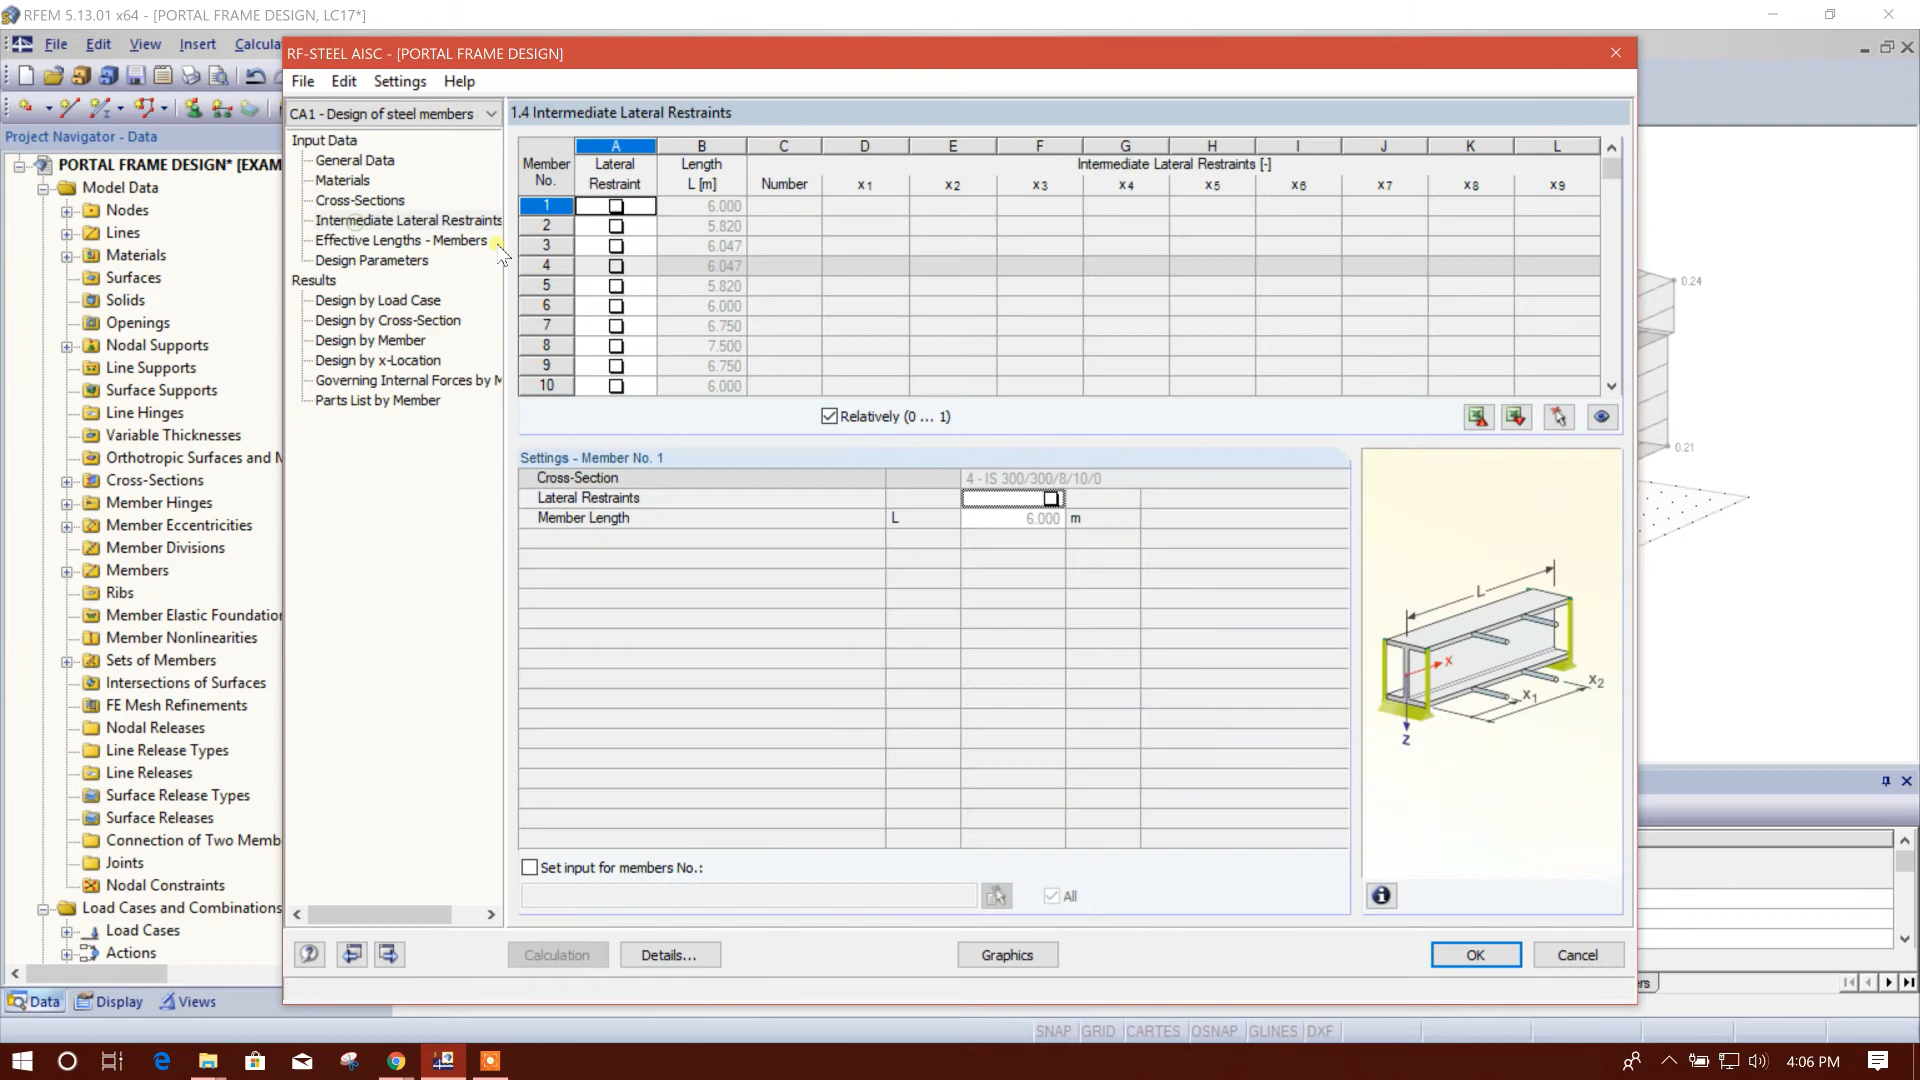 RFEM 5.13.01 x64 - [PORTAL FRAME DESIGN, LC17*]
File Edit View Insert Calcula
RF-STEEL AISC - [PORTAL FRAME DESIGN]
File Edit Settings Help
Project Navigator - Data
PORTAL FRAME DESIGN* [EXAM
Model Data
Nodes
Lines
Materials
Surfaces
Solids
Openings
Nodal Supports
Line Supports
Surface Supports
Line Hinges
Variable Thicknesses
Orthotropic Surfaces and M
Cross-Sections
Member Hinges
Member Eccentricities
Member Divisions
Members
Ribs
Member Elastic Foundation
Member Nonlinearities
Sets of Members
Intersections of Surfaces
FE Mesh Refinements
Nodal Releases
Line Release Types
Line Releases
Surface Release Types
Surface Releases
Connection of Two Memb
Joints
Nodal Constraints
Load Cases and Combinations
Load Cases
Actions
Data Display Views
CA1 - Design of steel members
Input Data
General Data
Materials
Cross-Sections
Intermediate Lateral Restraints
Effective Lengths - Members
Design Parameters
Results
Design by Load Case
Design by Cross-Section
Design by Member
Design by x-Location
Governing Internal Forces by M
Parts List by Member
1.4 Intermediate Lateral Restraints
A B C D E F G H I J K L
Member Lateral Length Intermediate Lateral Restraints [-]
No. Restraint L [m] Number x1 x2 x3 x4 x5 x6 x7 x8 x9
1 6.000
2 5.820
3 6.047
4 6.047
5 5.820
6 6.000
7 6.750
8 7.500
9 6.750
10 6.000
Relatively (0 ... 1)
Settings - Member No. 1
Cross-Section 4 - IS 300/300/8/10/0
Lateral Restraints
Member Length L 6.000 m
Set input for members No.:
All
L
x
x1
x2
z
0.24
0.21
Calculation Details... Graphics OK Cancel
ers
SNAP GRID CARTES OSNAP GLINES DXF
4:06 PM